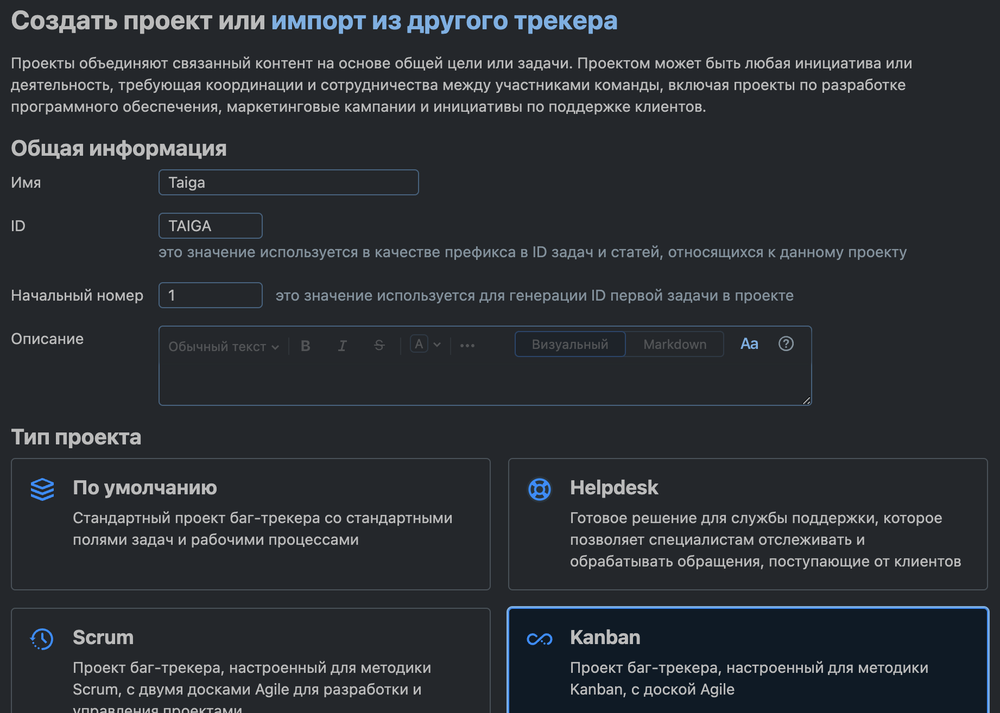 Создать проект или импорт из другого трекера
Проекты объединяют связанный контент на основе общей цели или задачи. Проектом может быть любая инициатива или
деятельность, требующая координации и сотрудничества между участниками команды, включая проекты по разработке
программного обеспечения, маркетинговые кампании и инициативы по поддержке клиентов.
Общая информация
Имя
Taiga
ID
TAIGA
это значение используется в качестве префикса в ID задач и статей, относящихся к данному проекту
Начальный номер
1
это значение используется для генерации ID первой задачи в проекте
Описание
Обычный текст B I S A ••• Визуальный Markdown Aa ?
Тип проекта
По умолчанию
Стандартный проект баг-трекера со стандартными
полями задач и рабочими процессами
Helpdesk
Готовое решение для службы поддержки, которое
позволяет специалистам отслеживать и
обрабатывать обращения, поступающие от клиентов
Scrum
Проект баг-трекера, настроенный для методики
Scrum, с двумя досками Agile для разработки и
управления проектами
Kanban
Проект баг-трекера, настроенный для методики
Kanban, с доской Agile